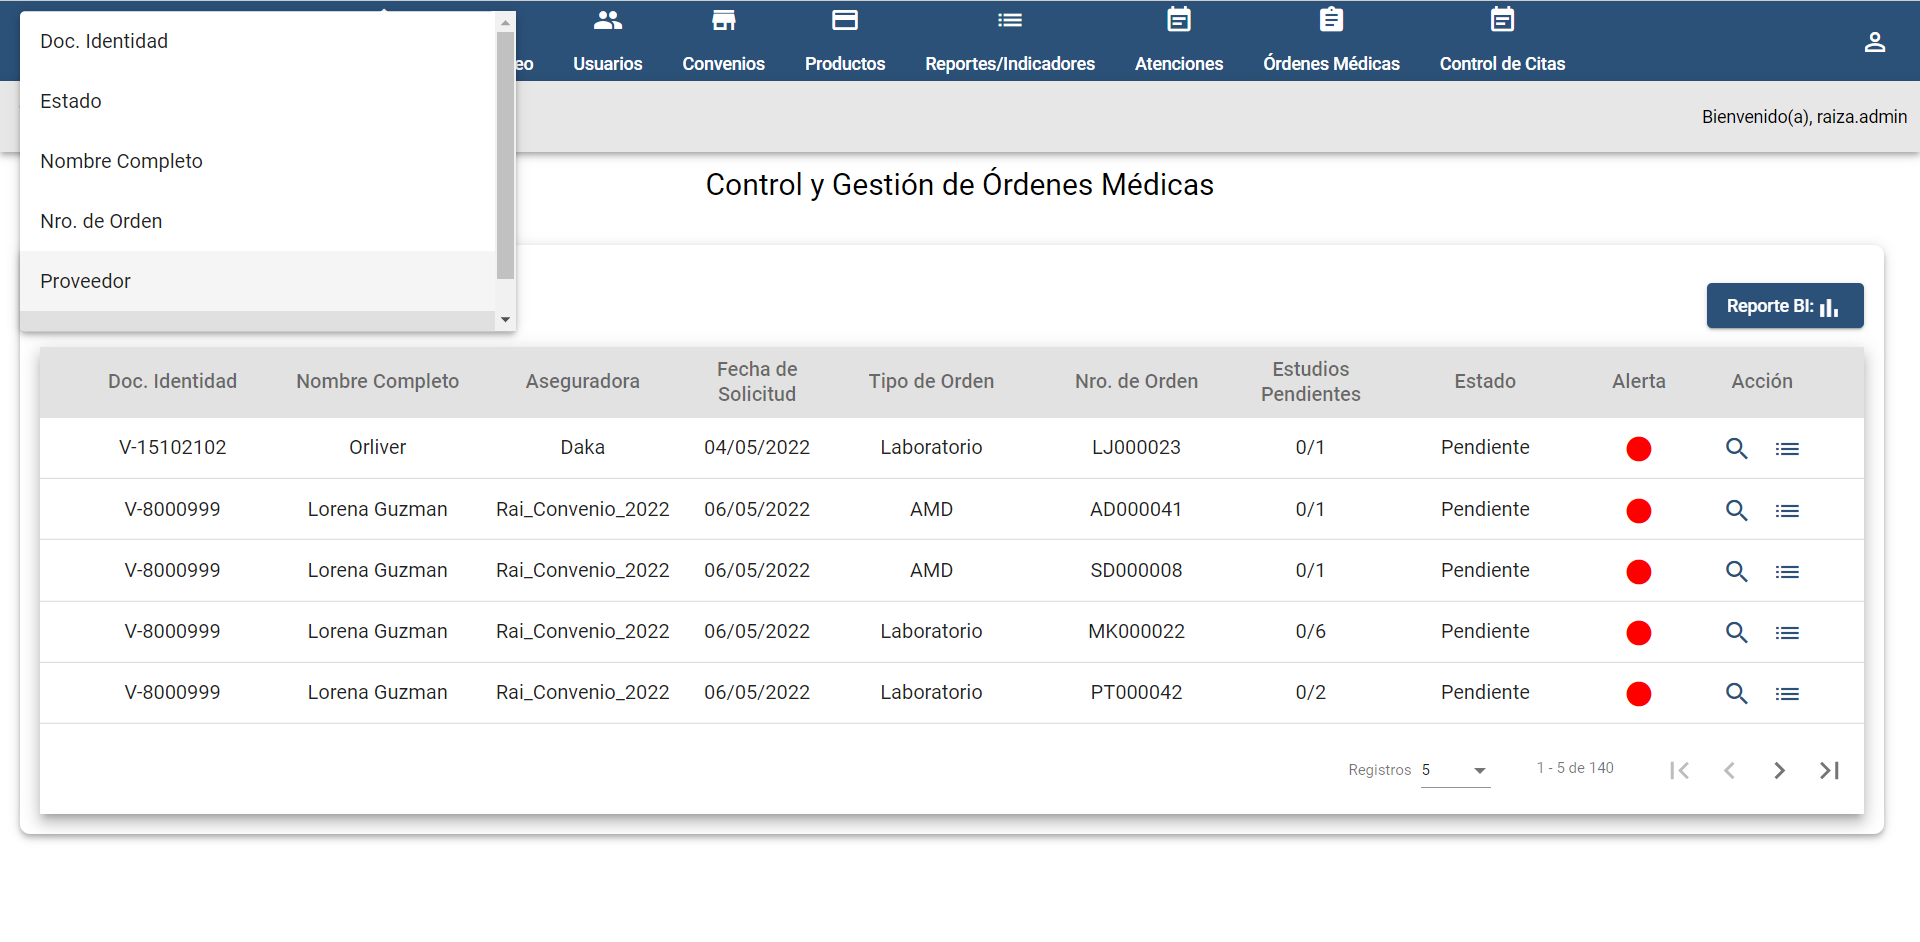 Doc. Identidad
Estado
Nombre Completo
Nro. de Orden
Proveedor
eo
Usuarios
Convenios
Productos
Reportes/Indicadores
Atenciones
Órdenes Médicas
Control de Citas
Bienvenido(a), raiza.admin
Control y Gestión de Órdenes Médicas
Reporte BI:
Doc. Identidad Nombre Completo Aseguradora Fecha de Solicitud Tipo de Orden Nro. de Orden Estudios Pendientes Estado Alerta Acción
V-15102102 Orliver Daka 04/05/2022 Laboratorio LJ000023 0/1 Pendiente
V-8000999 Lorena Guzman Rai_Convenio_2022 06/05/2022 AMD AD000041 0/1 Pendiente
V-8000999 Lorena Guzman Rai_Convenio_2022 06/05/2022 AMD SD000008 0/1 Pendiente
V-8000999 Lorena Guzman Rai_Convenio_2022 06/05/2022 Laboratorio MK000022 0/6 Pendiente
V-8000999 Lorena Guzman Rai_Convenio_2022 06/05/2022 Laboratorio PT000042 0/2 Pendiente
Registros 5 1 - 5 de 140